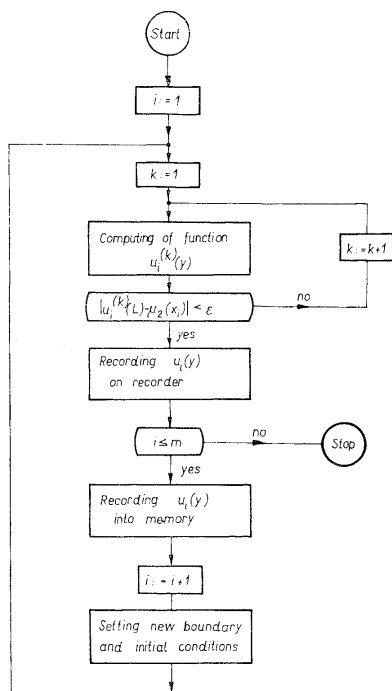 Start
i:=1
k:=1
Computing of function
u_i^(k)(y)
k:=k+1
|u_i^(k)(L)-μ_2(x_i)| < ε
no
yes
Recording u_i(y)
on recorder
i≤m
no
Stop
yes
Recording u_i(y)
into memory
i:=i+1
Setting new boundary
and initial conditions